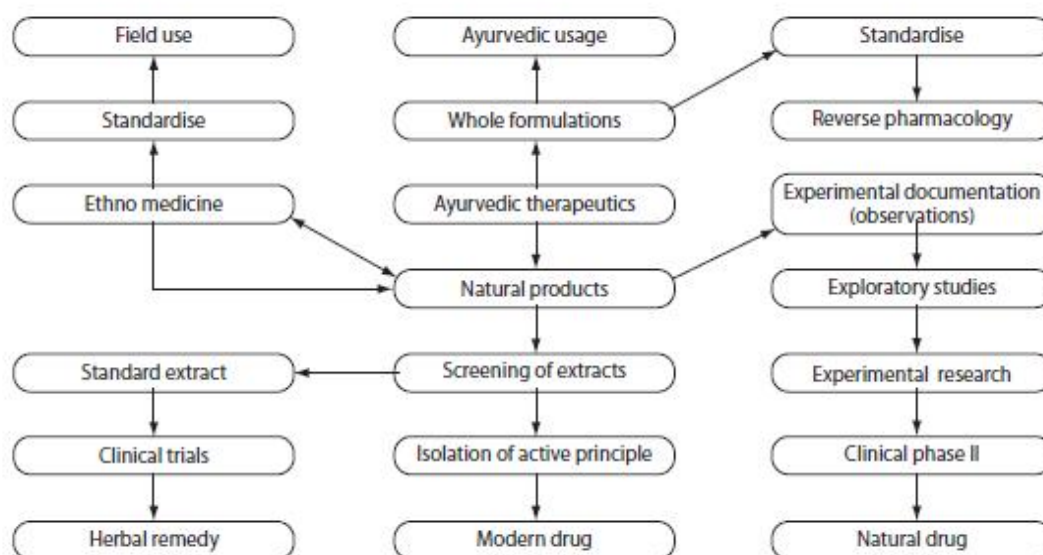 Field use
Ayurvedic usage
Standardise
Standardise
Whole formulations
Reverse pharmacology
Ethno medicine
Ayurvedic therapeutics
Experimental documentation
(observations)
Natural products
Exploratory studies
Standard extract
Screening of extracts
Experimental research
Clinical trials
Isolation of active principle
Clinical phase II
Herbal remedy
Modern drug
Natural drug